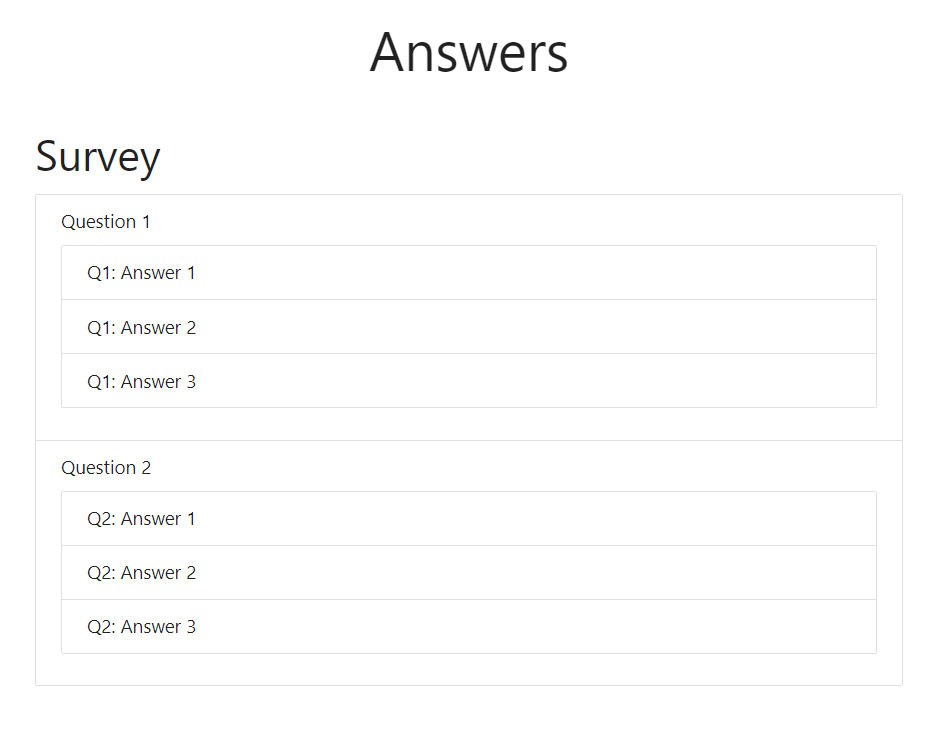 Answers
Survey
Question 1
Q1: Answer 1
Q1: Answer 2
Q1: Answer 3
Question 2
Q2: Answer 1
Q2: Answer 2
Q2: Answer 3